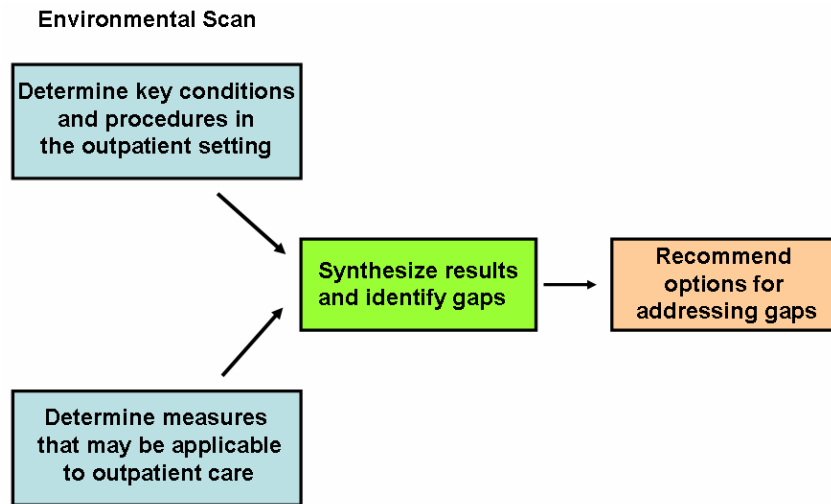 Environmental Scan
Determine key conditions
and procedures in
the outpatient setting
Synthesize results
and identify gaps
Recommend
options for
addressing gaps
Determine measures
that may be applicable
to outpatient care